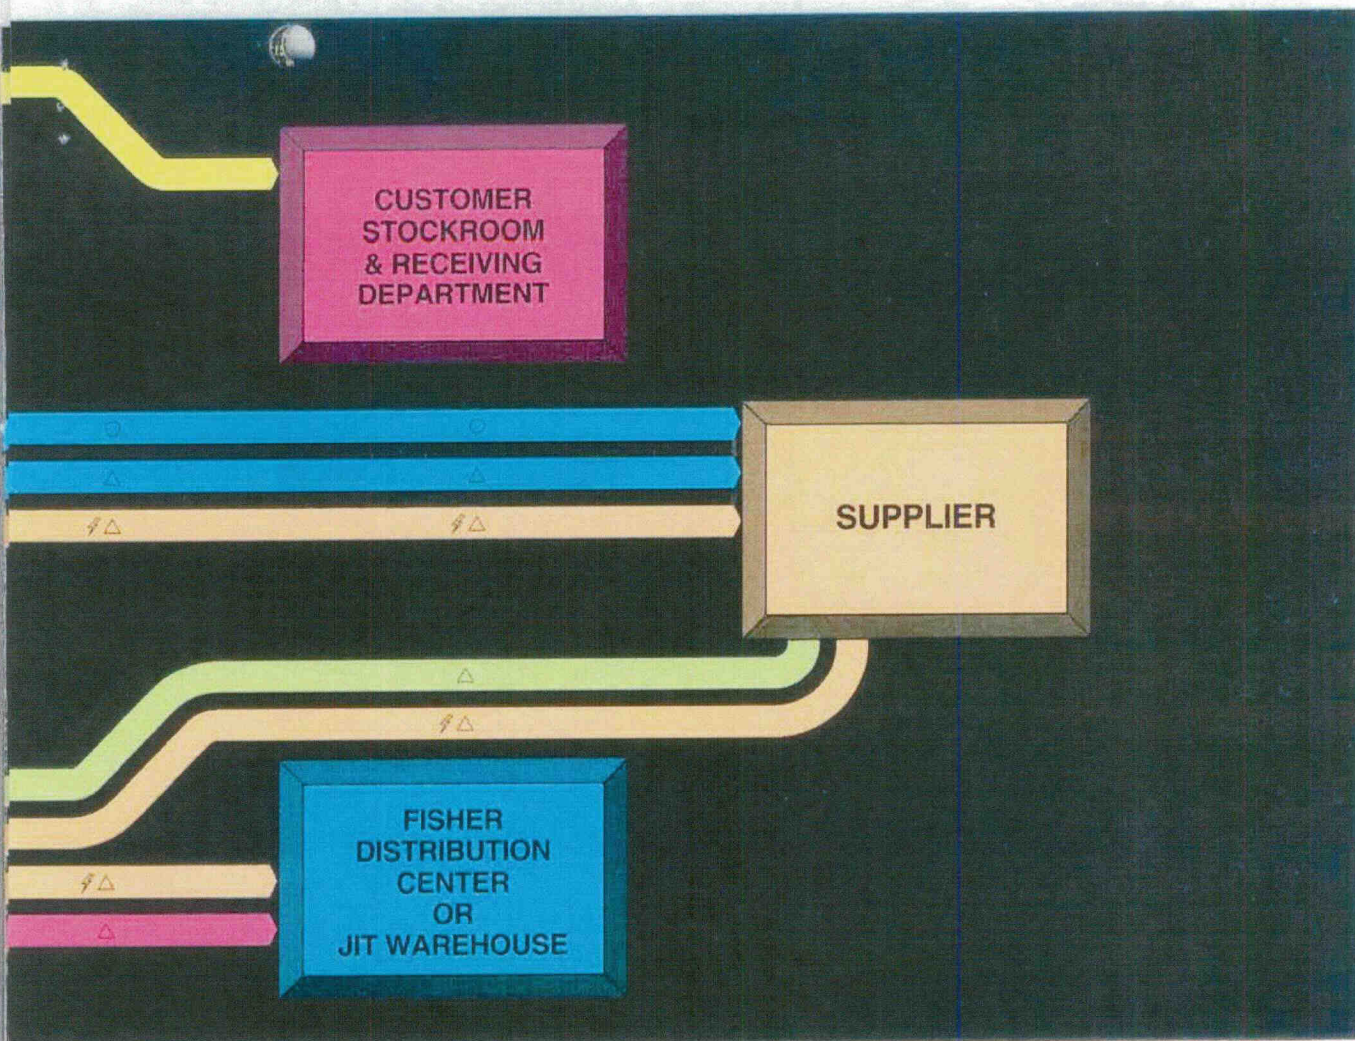 CUSTOMER
STOCKROOM
& RECEIVING
DEPARTMENT
SUPPLIER
FISHER
DISTRIBUTION
CENTER
OR
JIT WAREHOUSE